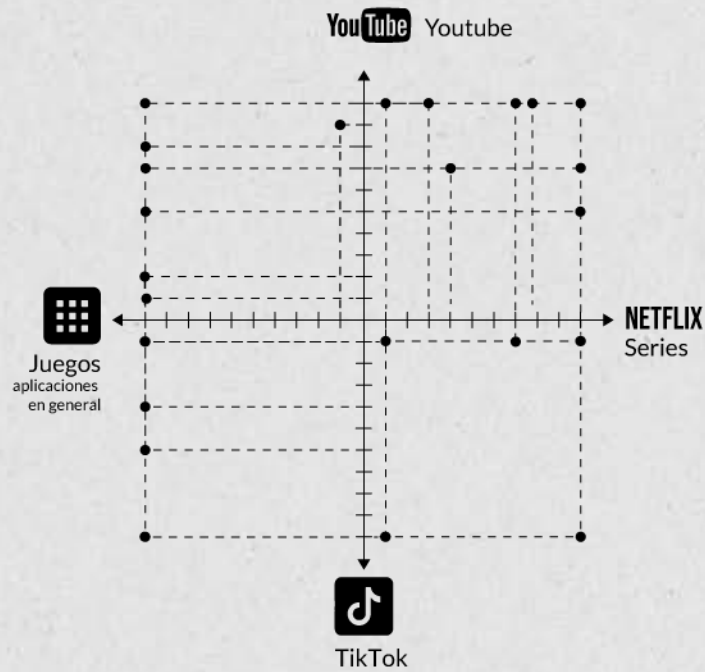 YouTube Youtube
NETFLIX
Series
Juegos
aplicaciones
en general
TikTok